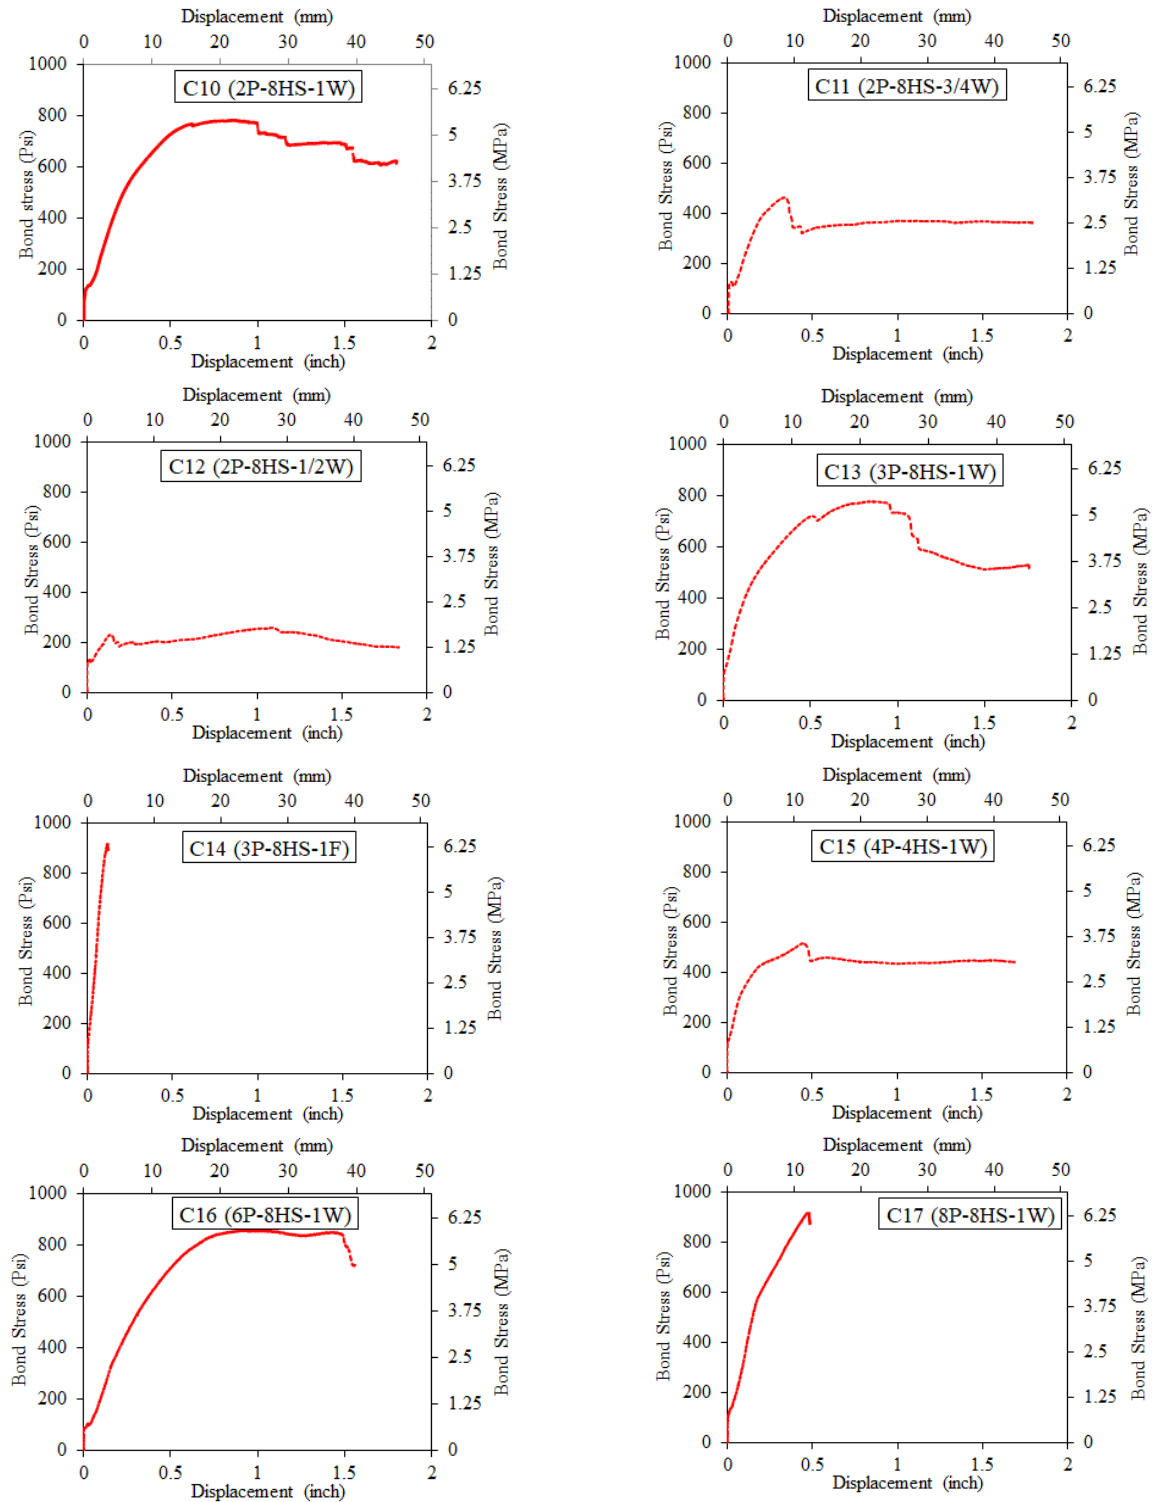 Displacement (mm)
0 10 20 30 40 50
1000
800
600
400
200
0
Bond stress (Psi)
C10 (2P-8HS-1W)
6.25
5
3.75
2.5
1.25
0
Bond Stress (MPa)
0 0.5 1 1.5 2
Displacement (inch)
Displacement (mm)
0 10 20 30 40 50
1000
800
600
400
200
0
Bond Stress (Psi)
C11 (2P-8HS-3/4W)
6.25
5
3.75
2.5
1.25
0
Bond Stress (MPa)
0 0.5 1 1.5 2
Displacement (inch)
Displacement (mm)
0 10 20 30 40 50
1000
800
600
400
200
0
Bond Stress (Psi)
C12 (2P-8HS-1/2W)
6.25
5
3.75
2.5
1.25
0
Bond Stress (MPa)
0 0.5 1 1.5 2
Displacement (inch)
Displacement (mm)
0 10 20 30 40 50
1000
800
600
400
200
0
Bond Stress (Psi)
C13 (3P-8HS-1W)
6.25
5
3.75
2.5
1.25
0
Bond Stress (MPa)
0 0.5 1 1.5 2
Displacement (inch)
Displacement (mm)
0 10 20 30 40 50
1000
800
600
400
200
0
Bond Stress (Psi)
C14 (3P-8HS-1F)
6.25
5
3.75
2.5
1.25
0
Bond Stress (MPa)
0 0.5 1 1.5 2
Displacement (inch)
Displacement (mm)
0 10 20 30 40 50
1000
800
600
400
200
0
Bond Stress (Psi)
C15 (4P-4HS-1W)
6.25
5
3.75
2.5
1.25
0
Bond Stress (MPa)
0 0.5 1 1.5 2
Displacement (inch)
Displacement (mm)
0 10 20 30 40 50
1000
800
600
400
200
0
Bond Stress (Psi)
C16 (6P-8HS-1W)
6.25
5
3.75
2.5
1.25
0
Bond Stress (MPa)
0 0.5 1 1.5 2
Displacement (inch)
Displacement (mm)
0 10 20 30 40 50
1000
800
600
400
200
0
Bond Stress (Psi)
C17 (8P-8HS-1W)
6.25
5
3.75
2.5
1.25
0
Bond Stress (MPa)
0 0.5 1 1.5 2
Displacement (inch)